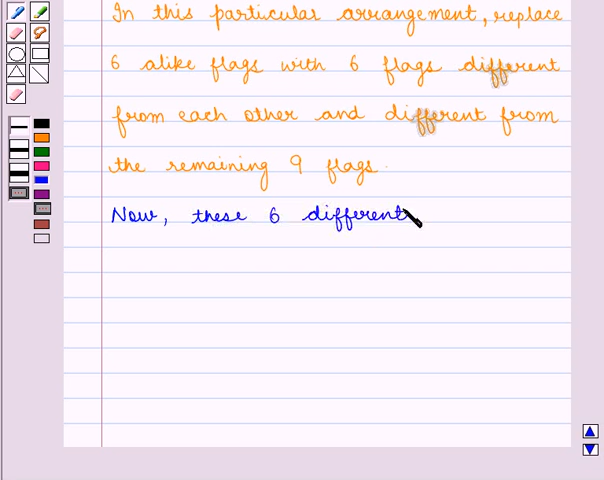 In this particular arrangement, replace
6 alike flags with 6 flags different
from each other and different from
the remaining 9 flags.
Now, these 6 different